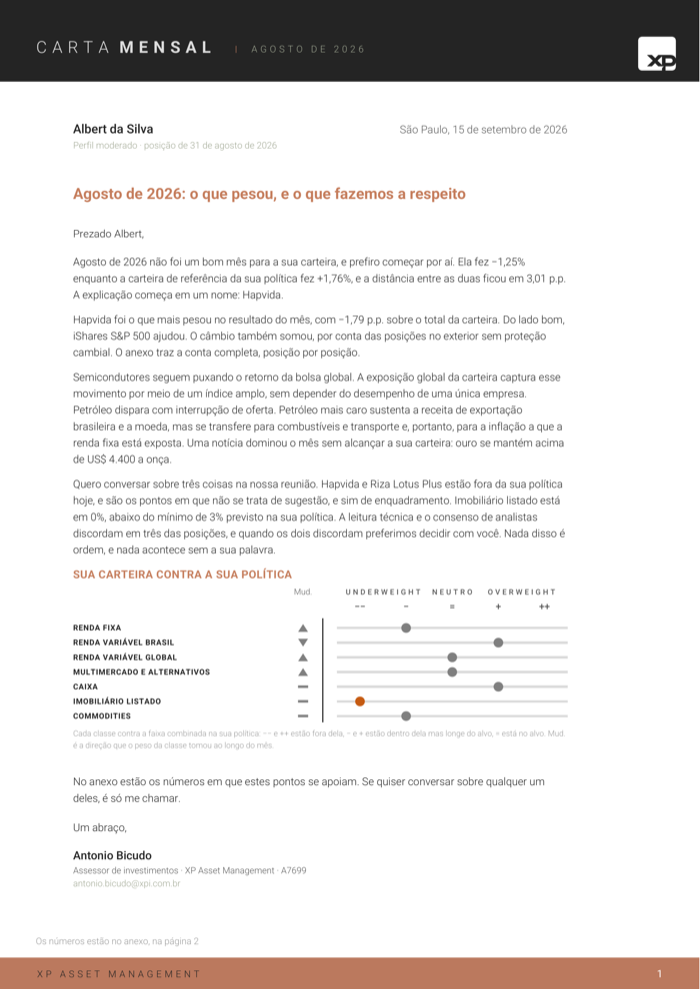 CARTA MENSAL | AGOSTO DE 2026
xp
Albert da Silva
São Paulo, 15 de setembro de 2026
Perfil moderado · posição de 31 de agosto de 2026
Agosto de 2026: o que pesou, e o que fazemos a respeito
Prezado Albert,
Agosto de 2026 não foi um bom mês para a sua carteira, e prefiro começar por aí. Ela fez −1,25%
enquanto a carteira de referência da sua política fez +1,76%, e a distância entre as duas ficou em 3,01 p.p.
A explicação começa em um nome: Hapvida.
Hapvida foi o que mais pesou no resultado do mês, com −1,79 p.p. sobre o total da carteira. Do lado bom,
iShares S&P 500 ajudou. O câmbio também somou, por conta das posições no exterior sem proteção
cambial. O anexo traz a conta completa, posição por posição.
Semicondutores seguem puxando o retorno da bolsa global. A exposição global da carteira captura esse
movimento por meio de um índice amplo, sem depender do desempenho de uma única empresa.
Petróleo dispara com interrupção de oferta. Petróleo mais caro sustenta a receita de exportação
brasileira e a moeda, mas se transfere para combustíveis e transporte e, portanto, para a inflação a que a
renda fixa está exposta. Uma notícia dominou o mês sem alcançar a sua carteira: ouro se mantém acima
de US$ 4.400 a onça.
Quero conversar sobre três coisas na nossa reunião. Hapvida e Riza Lotus Plus estão fora da sua política
hoje, e são os pontos em que não se trata de sugestão, e sim de enquadramento. Imobiliário listado está
em 0%, abaixo do mínimo de 3% previsto na sua política. A leitura técnica e o consenso de analistas
discordam em três das posições, e quando os dois discordam preferimos decidir com você. Nada disso é
ordem, e nada acontece sem a sua palavra.
SUA CARTEIRA CONTRA A SUA POLÍTICA
Mud. UNDERWEIGHT NEUTRO OVERWEIGHT
−− − = + ++
RENDA FIXA
RENDA VARIÁVEL BRASIL
RENDA VARIÁVEL GLOBAL
MULTIMERCADO E ALTERNATIVOS
CAIXA
IMOBILIÁRIO LISTADO
COMMODITIES
Cada classe contra a faixa combinada na sua política: −− e ++ estão fora dela, − e + estão dentro dela mas longe do alvo, = está no alvo. Mud.
é a direção que o peso da classe tomou ao longo do mês.
No anexo estão os números em que estes pontos se apoiam. Se quiser conversar sobre qualquer um
deles, é só me chamar.
Um abraço,
Antonio Bicudo
Assessor de investimentos · XP Asset Management · A7699
antonio.bicudo@xpi.com.br
Os números estão no anexo, na página 2
XP ASSET MANAGEMENT
1